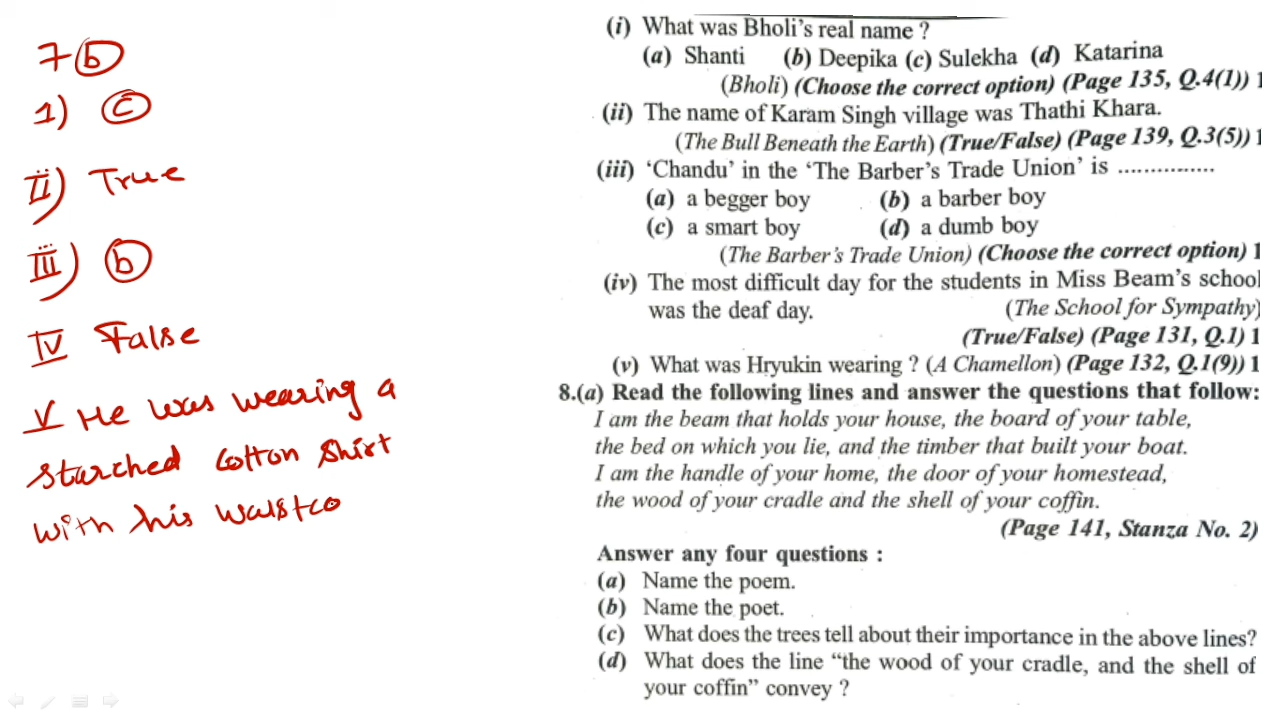 7 b
1) c
ii) True
iii) b
iv False
v He was wearing a
starched cotton shirt
with his waistco
(i) What was Bholi's real name ?
(a) Shanti (b) Deepika (c) Sulekha (d) Katarina
(Bholi) (Choose the correct option) (Page 135, Q.4(1)) 1
(ii) The name of Karam Singh village was Thathi Khara.
(The Bull Beneath the Earth) (True/False) (Page 139, Q.3(5)) 1
(iii) 'Chandu' in the 'The Barber's Trade Union' is ...............
(a) a begger boy (b) a barber boy
(c) a smart boy (d) a dumb boy
(The Barber's Trade Union) (Choose the correct option) 1
(iv) The most difficult day for the students in Miss Beam's school
was the deaf day. (The School for Sympathy)
(True/False) (Page 131, Q.1) 1
(v) What was Hryukin wearing ? (A Chamellon) (Page 132, Q.1(9)) 1
8.(a) Read the following lines and answer the questions that follow:
I am the beam that holds your house, the board of your table,
the bed on which you lie, and the timber that built your boat.
I am the handle of your home, the door of your homestead,
the wood of your cradle and the shell of your coffin.
(Page 141, Stanza No. 2)
Answer any four questions :
(a) Name the poem.
(b) Name the poet.
(c) What does the trees tell about their importance in the above lines?
(d) What does the line "the wood of your cradle, and the shell of
your coffin" convey ?